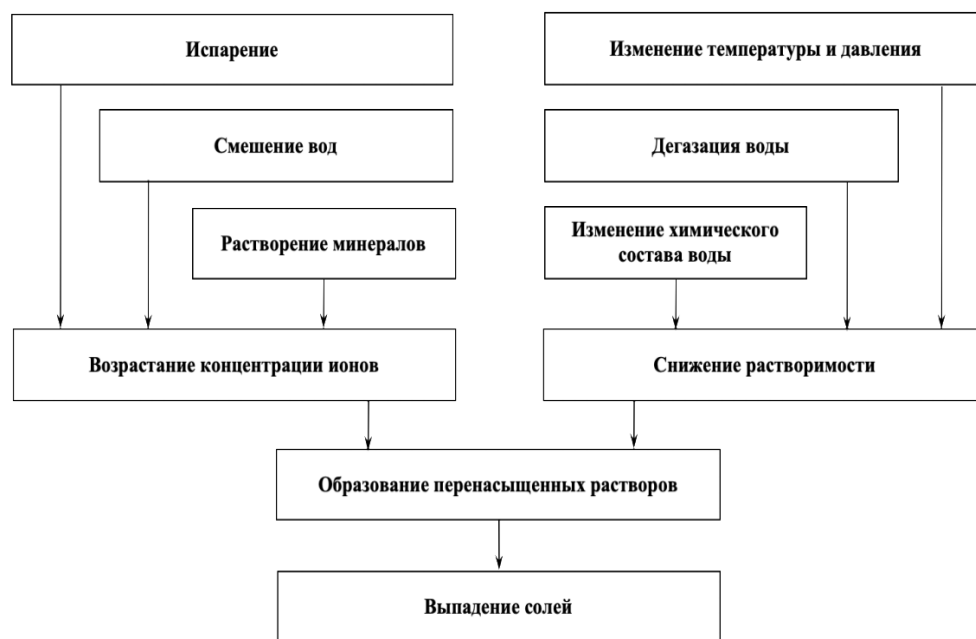 Испарение
Изменение температуры и давления
Смешение вод
Дегазация воды
Растворение минералов
Изменение химического
состава воды
Возрастание концентрации ионов
Снижение растворимости
Образование перенасыщенных растворов
Выпадение солей